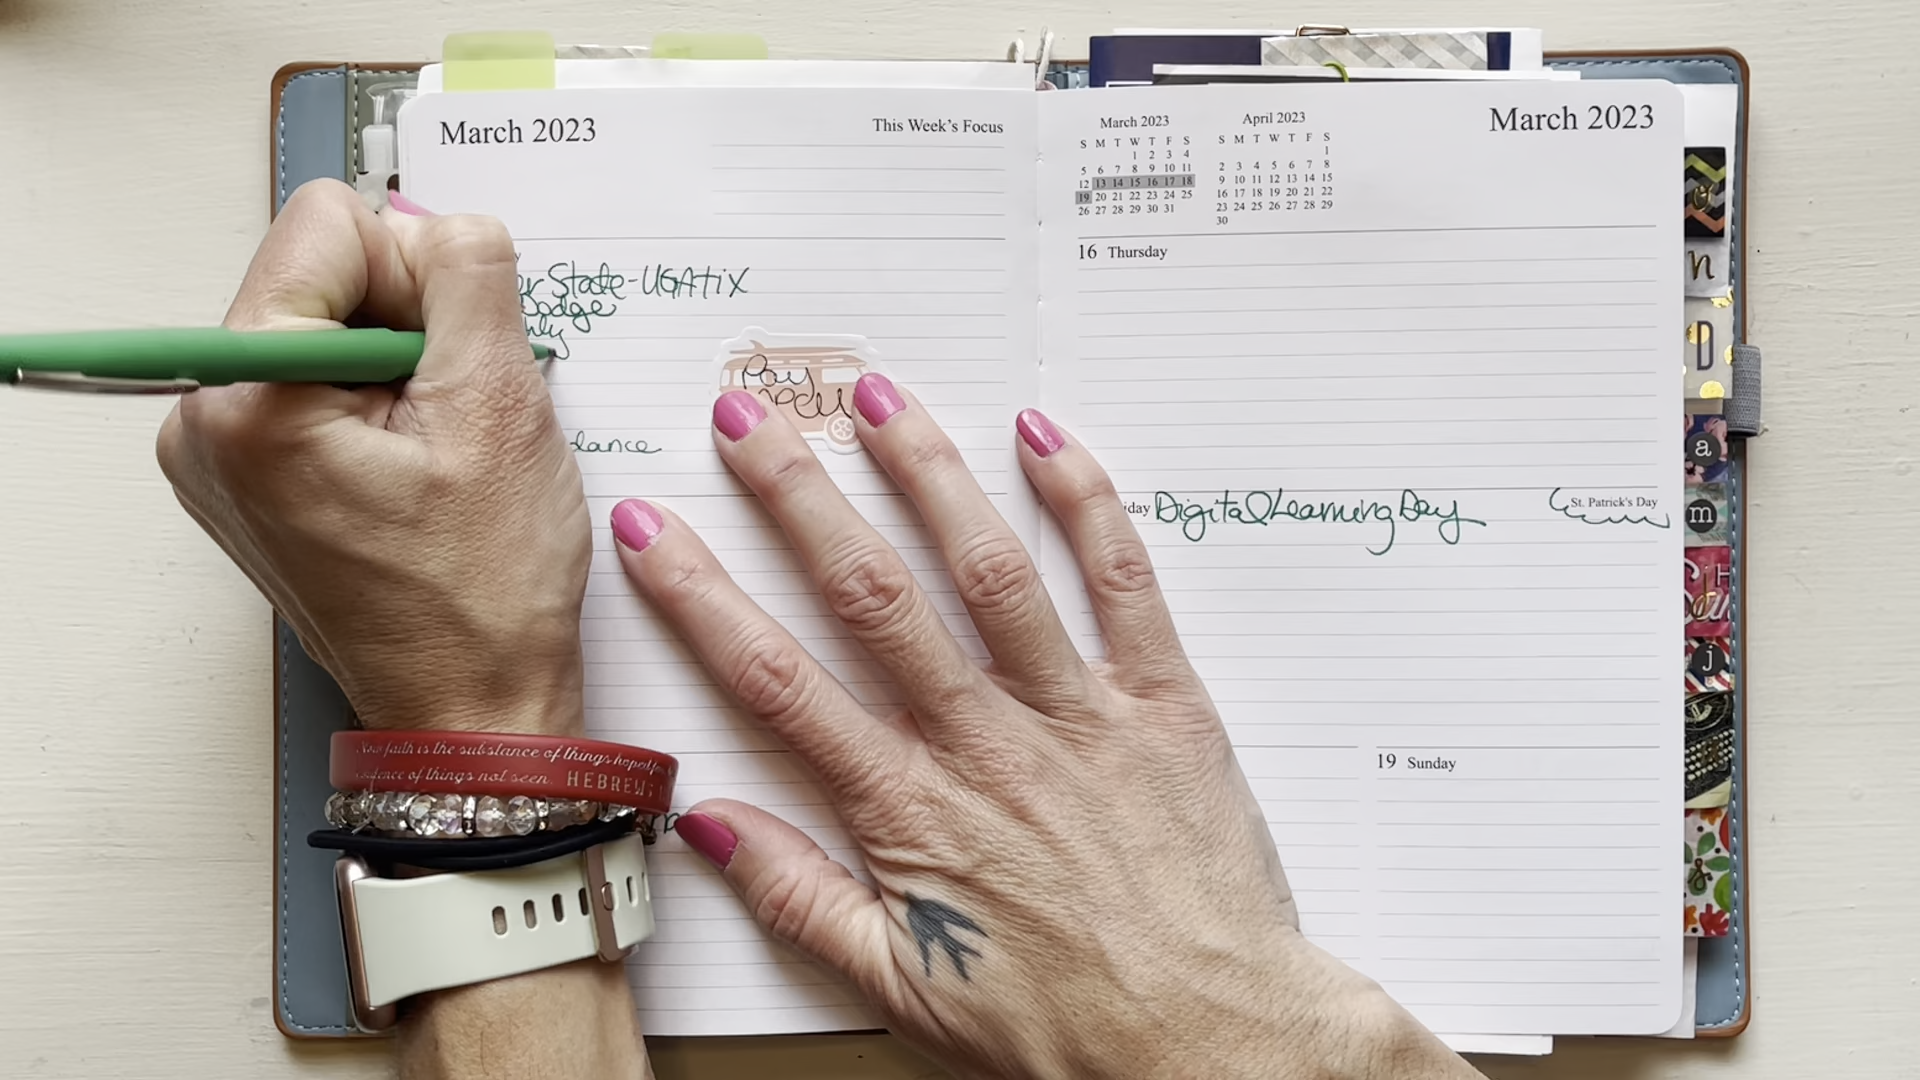 March 2023
This Week's Focus
State-UGAtix
Dodge
Pay
dance
March 2023
S M T W T F S
1 2 3 4
5 6 7 8 9 10 11
12 13 14 15 16 17 18
19 20 21 22 23 24 25
26 27 28 29 30 31
April 2023
S M T W T F S
1
2 3 4 5 6 7 8
9 10 11 12 13 14 15
16 17 18 19 20 21 22
23 24 25 26 27 28 29
30
March 2023
16 Thursday
iday Digital Learning Day
St. Patrick's Day
19 Sunday
Now faith is the substance of things hoped
of things not seen. HEBREWS
o
n
D
a
m
j